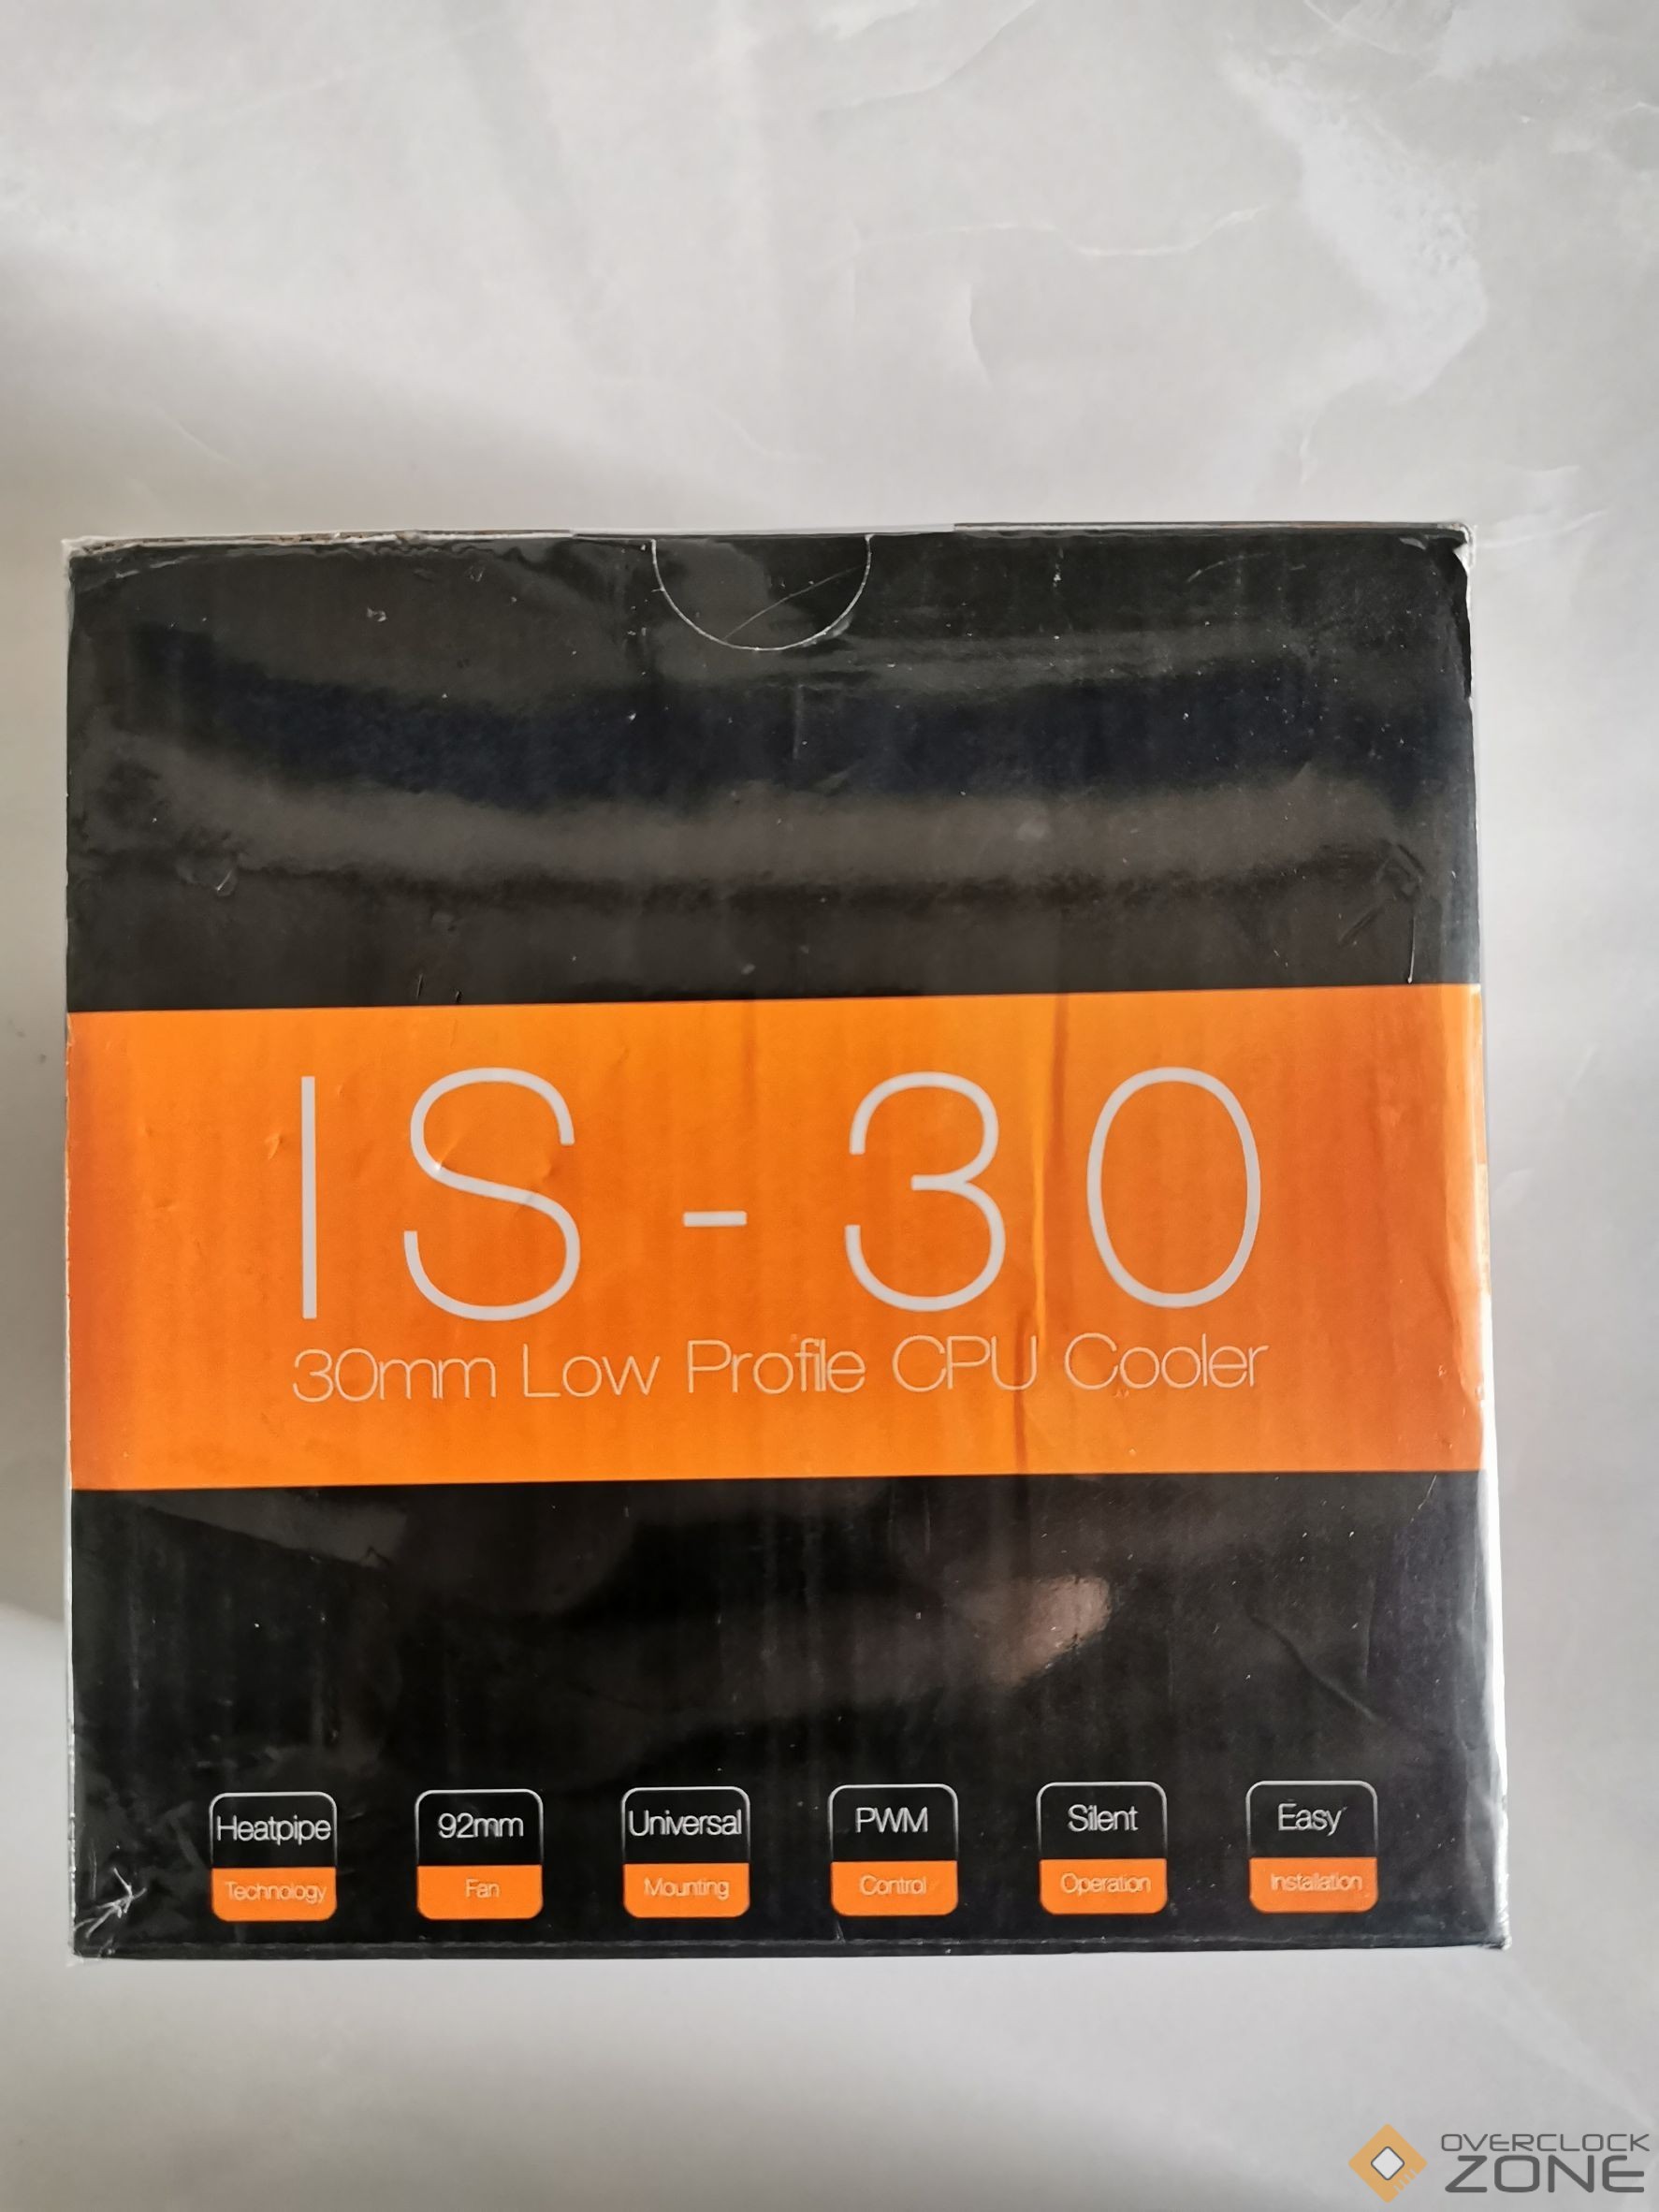 IS-30
30mm Low Profile CPU Cooler
Heatpipe
Technology
92mm
Fan
Universal
Mounting
PWM
Control
Silent
Operation
Easy
Installation
OVERCLOCK
ZONE